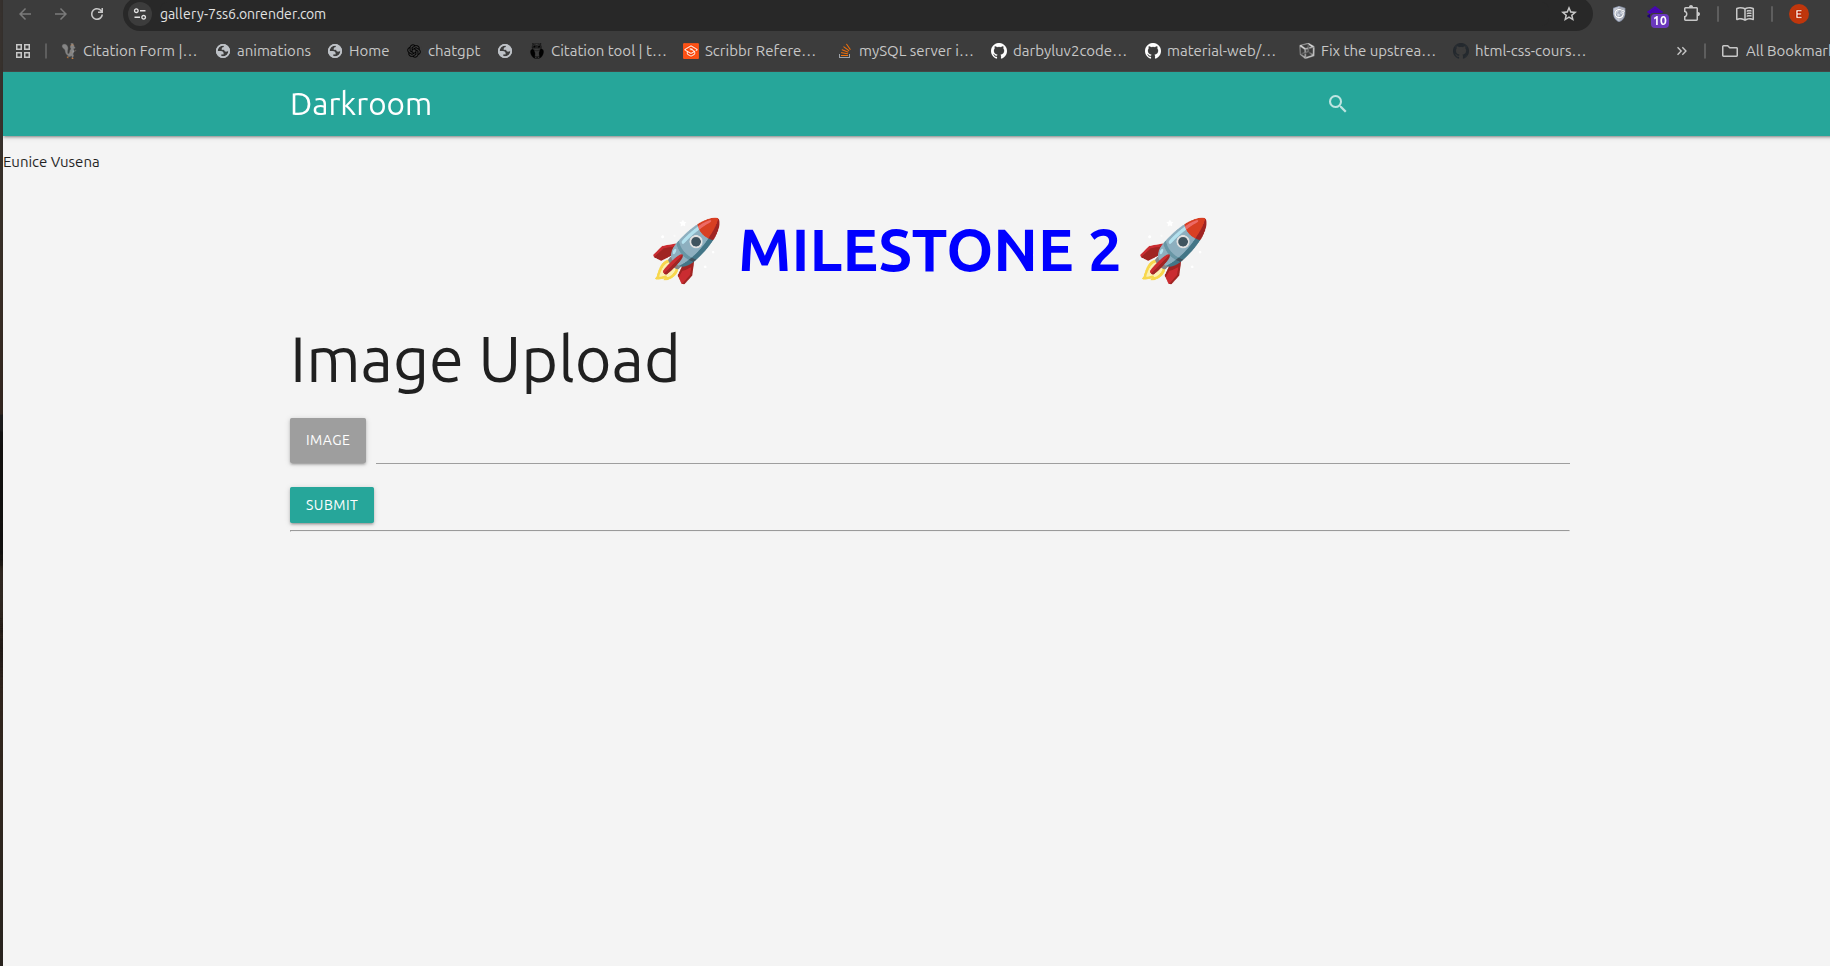 gallery-7ss6.onrender.com
10
E
Citation Form |... animations Home chatgpt Citation tool | t... Scribbr Refere... mySQL server i... darbyluv2code... material-web/... Fix the upstrea... html-css-cours... » All Bookmar
Darkroom
Eunice Vusena
🚀 MILESTONE 2 🚀
Image Upload
IMAGE
SUBMIT